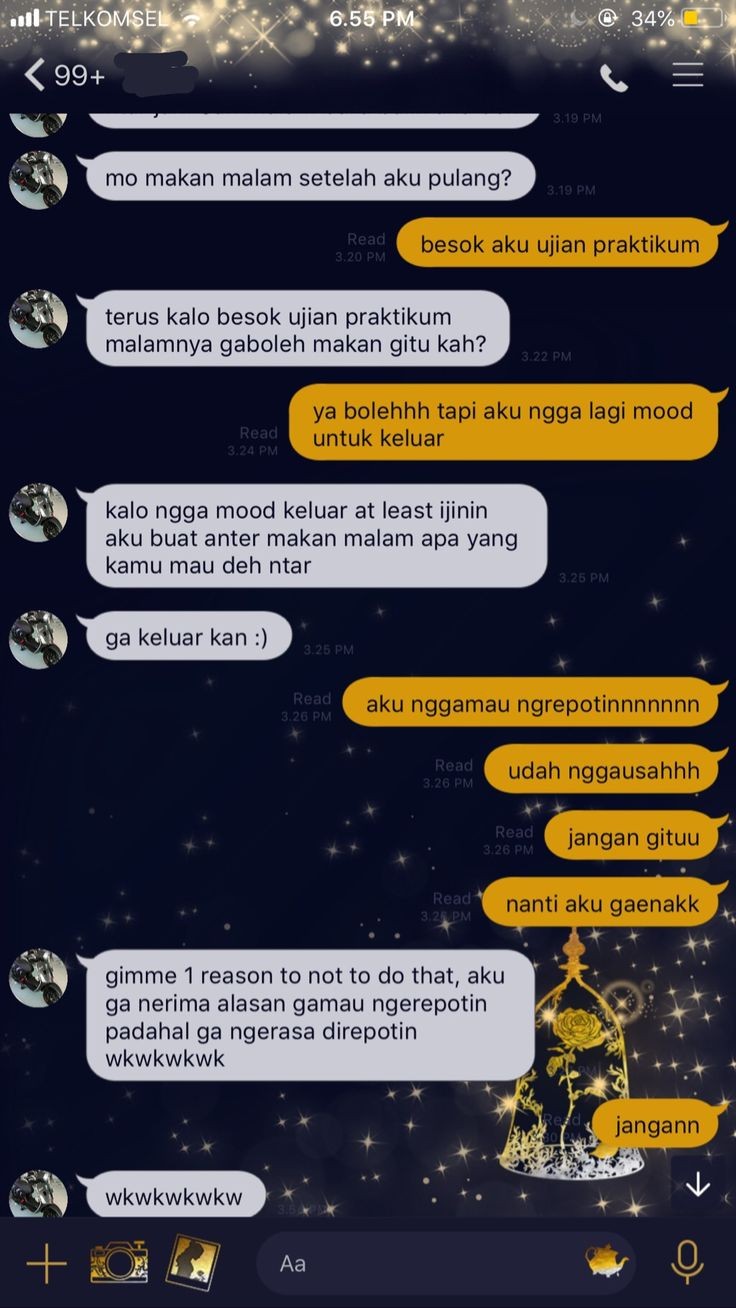 TELKOMSEL 6.55 PM 34%
99+
3.19 PM
mo makan malam setelah aku pulang?
3.19 PM
Read
3.20 PM
besok aku ujian praktikum
terus kalo besok ujian praktikum
malamnya gaboleh makan gitu kah?
3.22 PM
Read
3.24 PM
ya bolehhh tapi aku ngga lagi mood
untuk keluar
kalo ngga mood keluar at least ijinin
aku buat anter makan malam apa yang
kamu mau deh ntar
3.25 PM
ga keluar kan :)
3.25 PM
Read
3.26 PM
aku nggamau ngrepotinnnnnnn
Read
3.26 PM
udah nggausahhh
Read
3.26 PM
jangan gituu
Read
3.26 PM
nanti aku gaenakk
gimme 1 reason to not to do that, aku
ga nerima alasan gamau ngerepotin
padahal ga ngerasa direpotin
wkwkwkwk
PM
Read
jangann
wkwkwkwkw
Aa